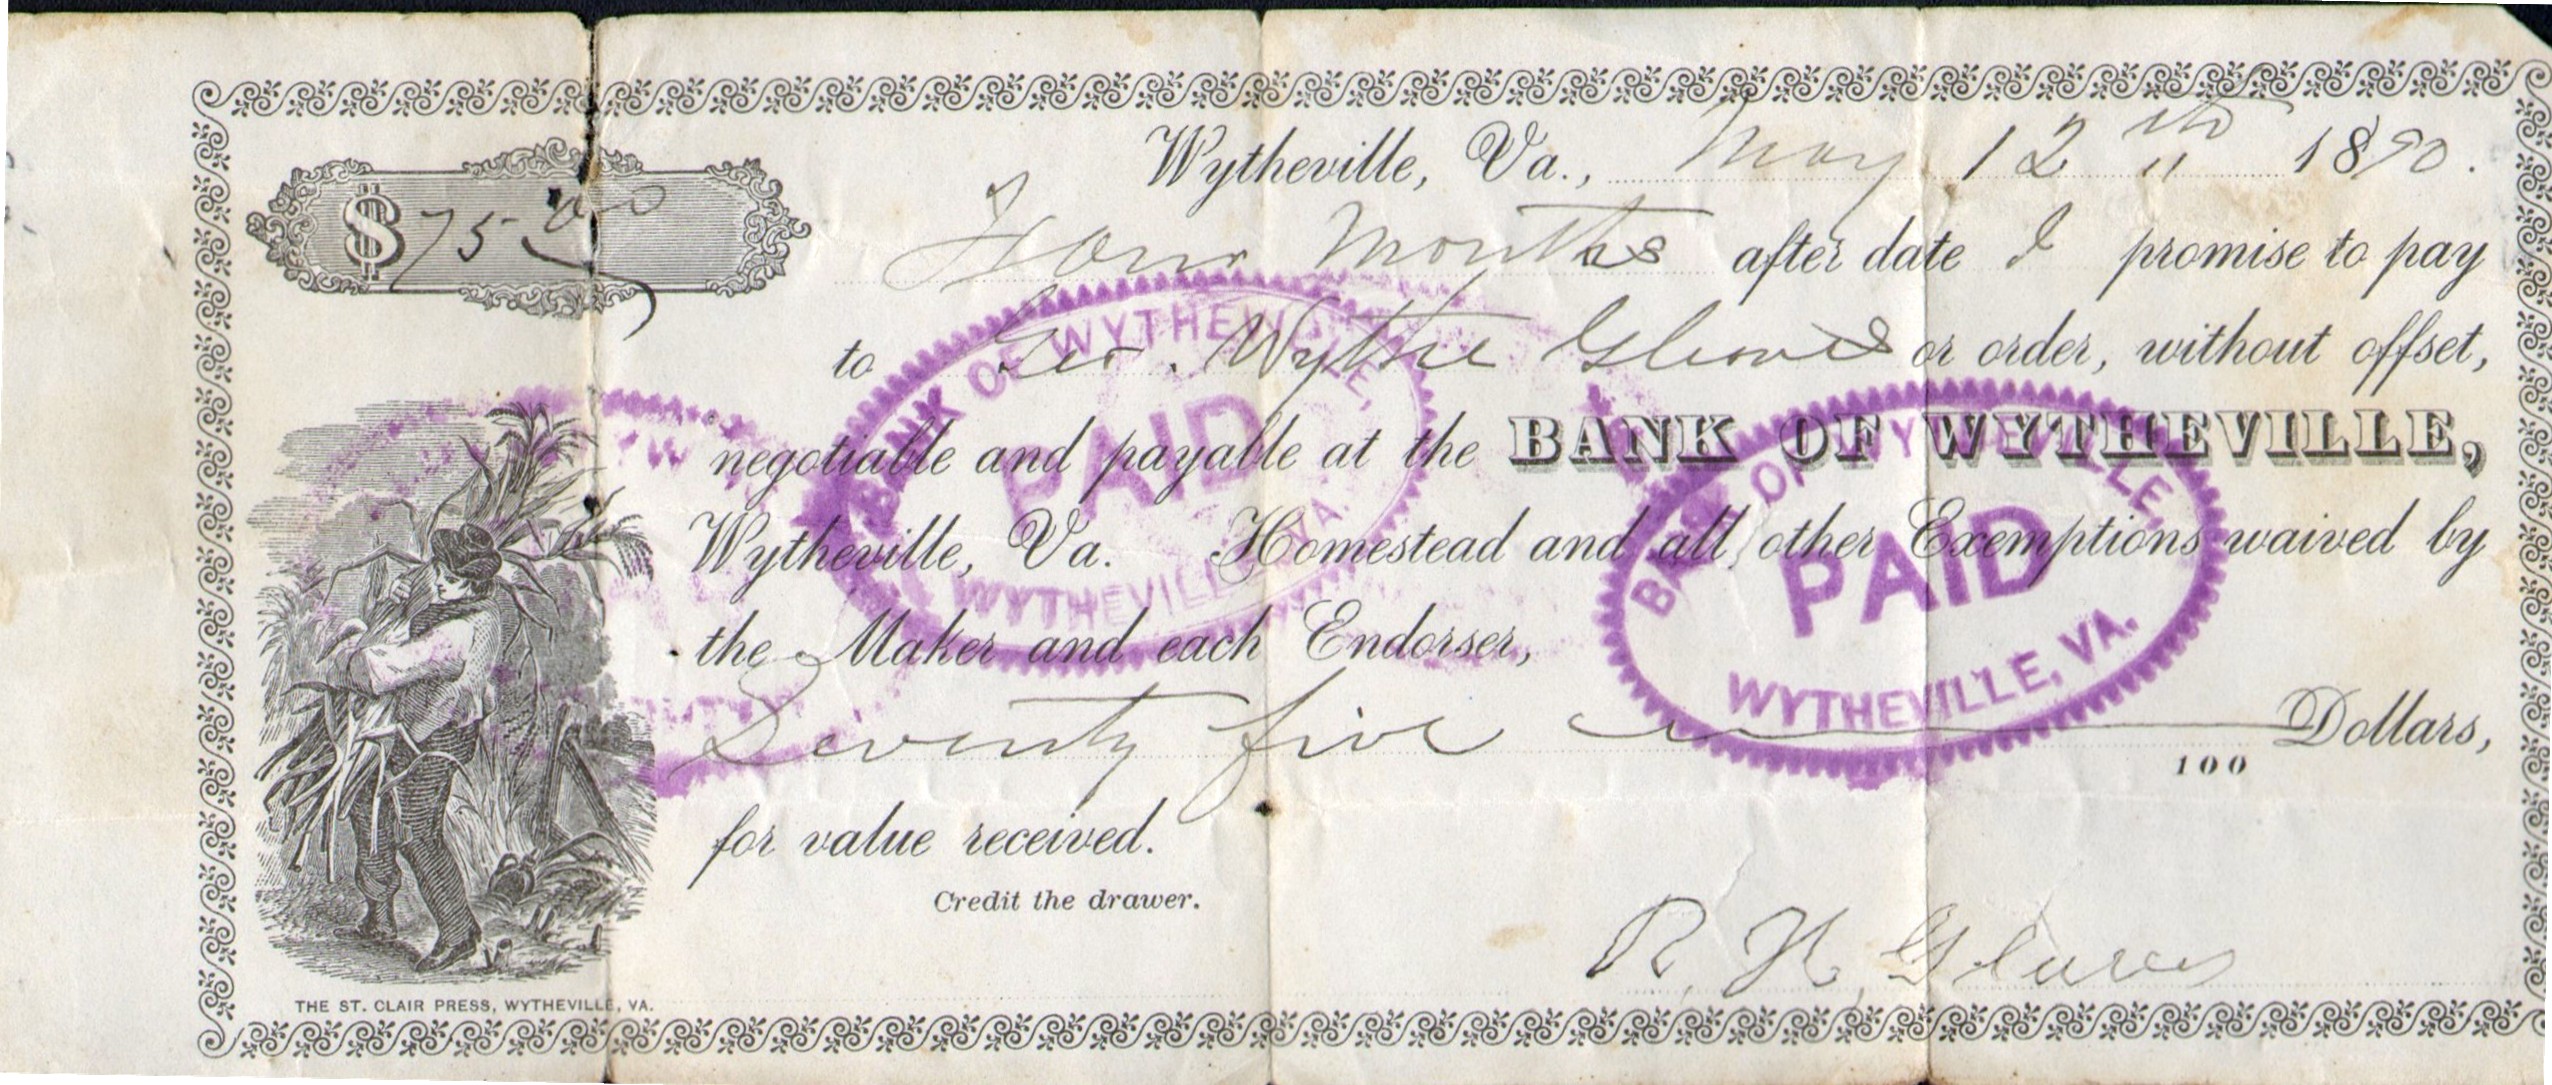 Wytheville, Va., May 12th 1890.
$75.00
Four Months after date I promise to pay
to Geo. Wythe Gleaves or order, without offset,
negotiable and payable at the BANK OF WYTHEVILLE,
Wytheville, Va. Homestead and all other Exemptions waived by
the Maker and each Endorser,
Seventy five Dollars,
100
for value received.
Credit the drawer.
R. H. Gleaves
THE ST. CLAIR PRESS, WYTHEVILLE, VA.
BANK OF WYTHEVILLE,
PAID
WYTHEVILLE, VA.
BANK OF WYTHEVILLE,
PAID
WYTHEVILLE, VA.